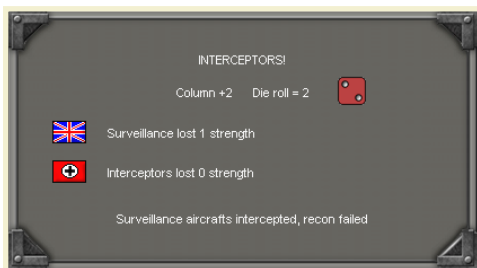 INTERCEPTORS!
Column +2 Die roll = 2
Surveillance lost 1 strength
Interceptors lost 0 strength
Surveillance aircrafts intercepted, recon failed